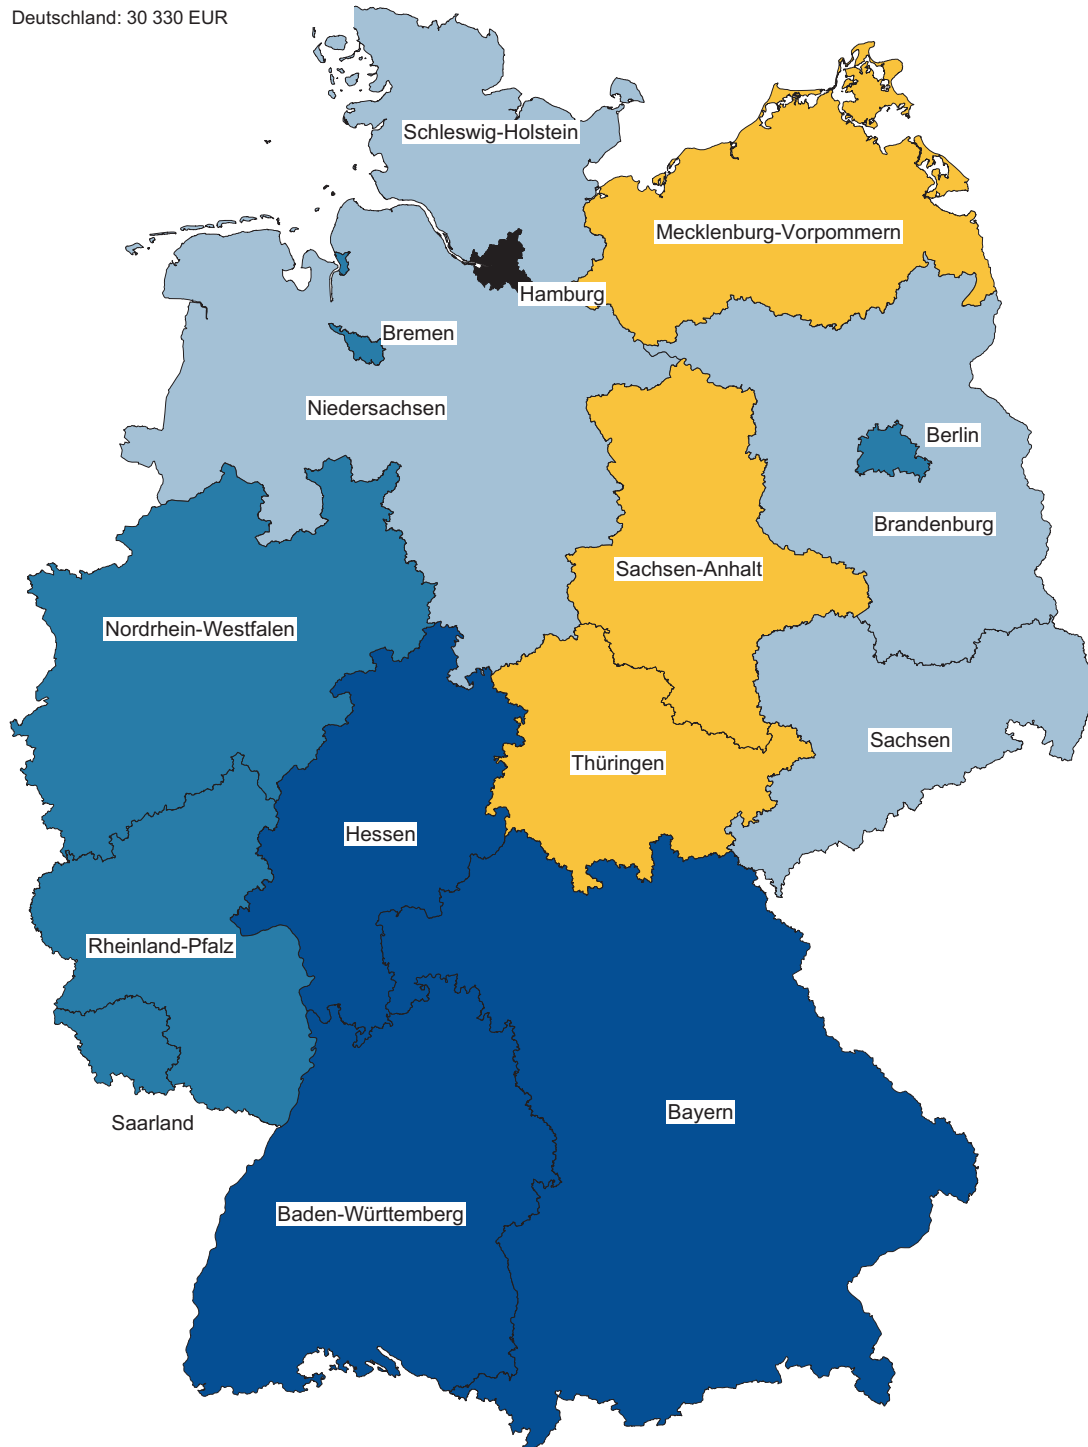 Deutschland: 30 330 EUR
Schleswig-Holstein
Mecklenburg-Vorpommern
Hamburg
Bremen
Niedersachsen
Berlin
Brandenburg
Sachsen-Anhalt
Nordrhein-Westfalen
Sachsen
Thüringen
Hessen
Rheinland-Pfalz
Bayern
Saarland
Baden-Württemberg